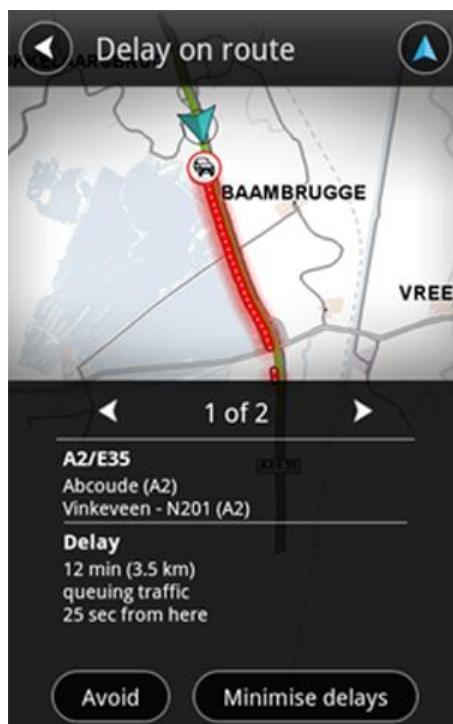 Delay on route
BAAMBRUGGE
VREE
1 of 2
A2/E35
Abcoude (A2)
Vinkeveen - N201 (A2)
Delay
12 min (3.5 km)
queuing traffic
25 sec from here
Avoid
Minimise delays